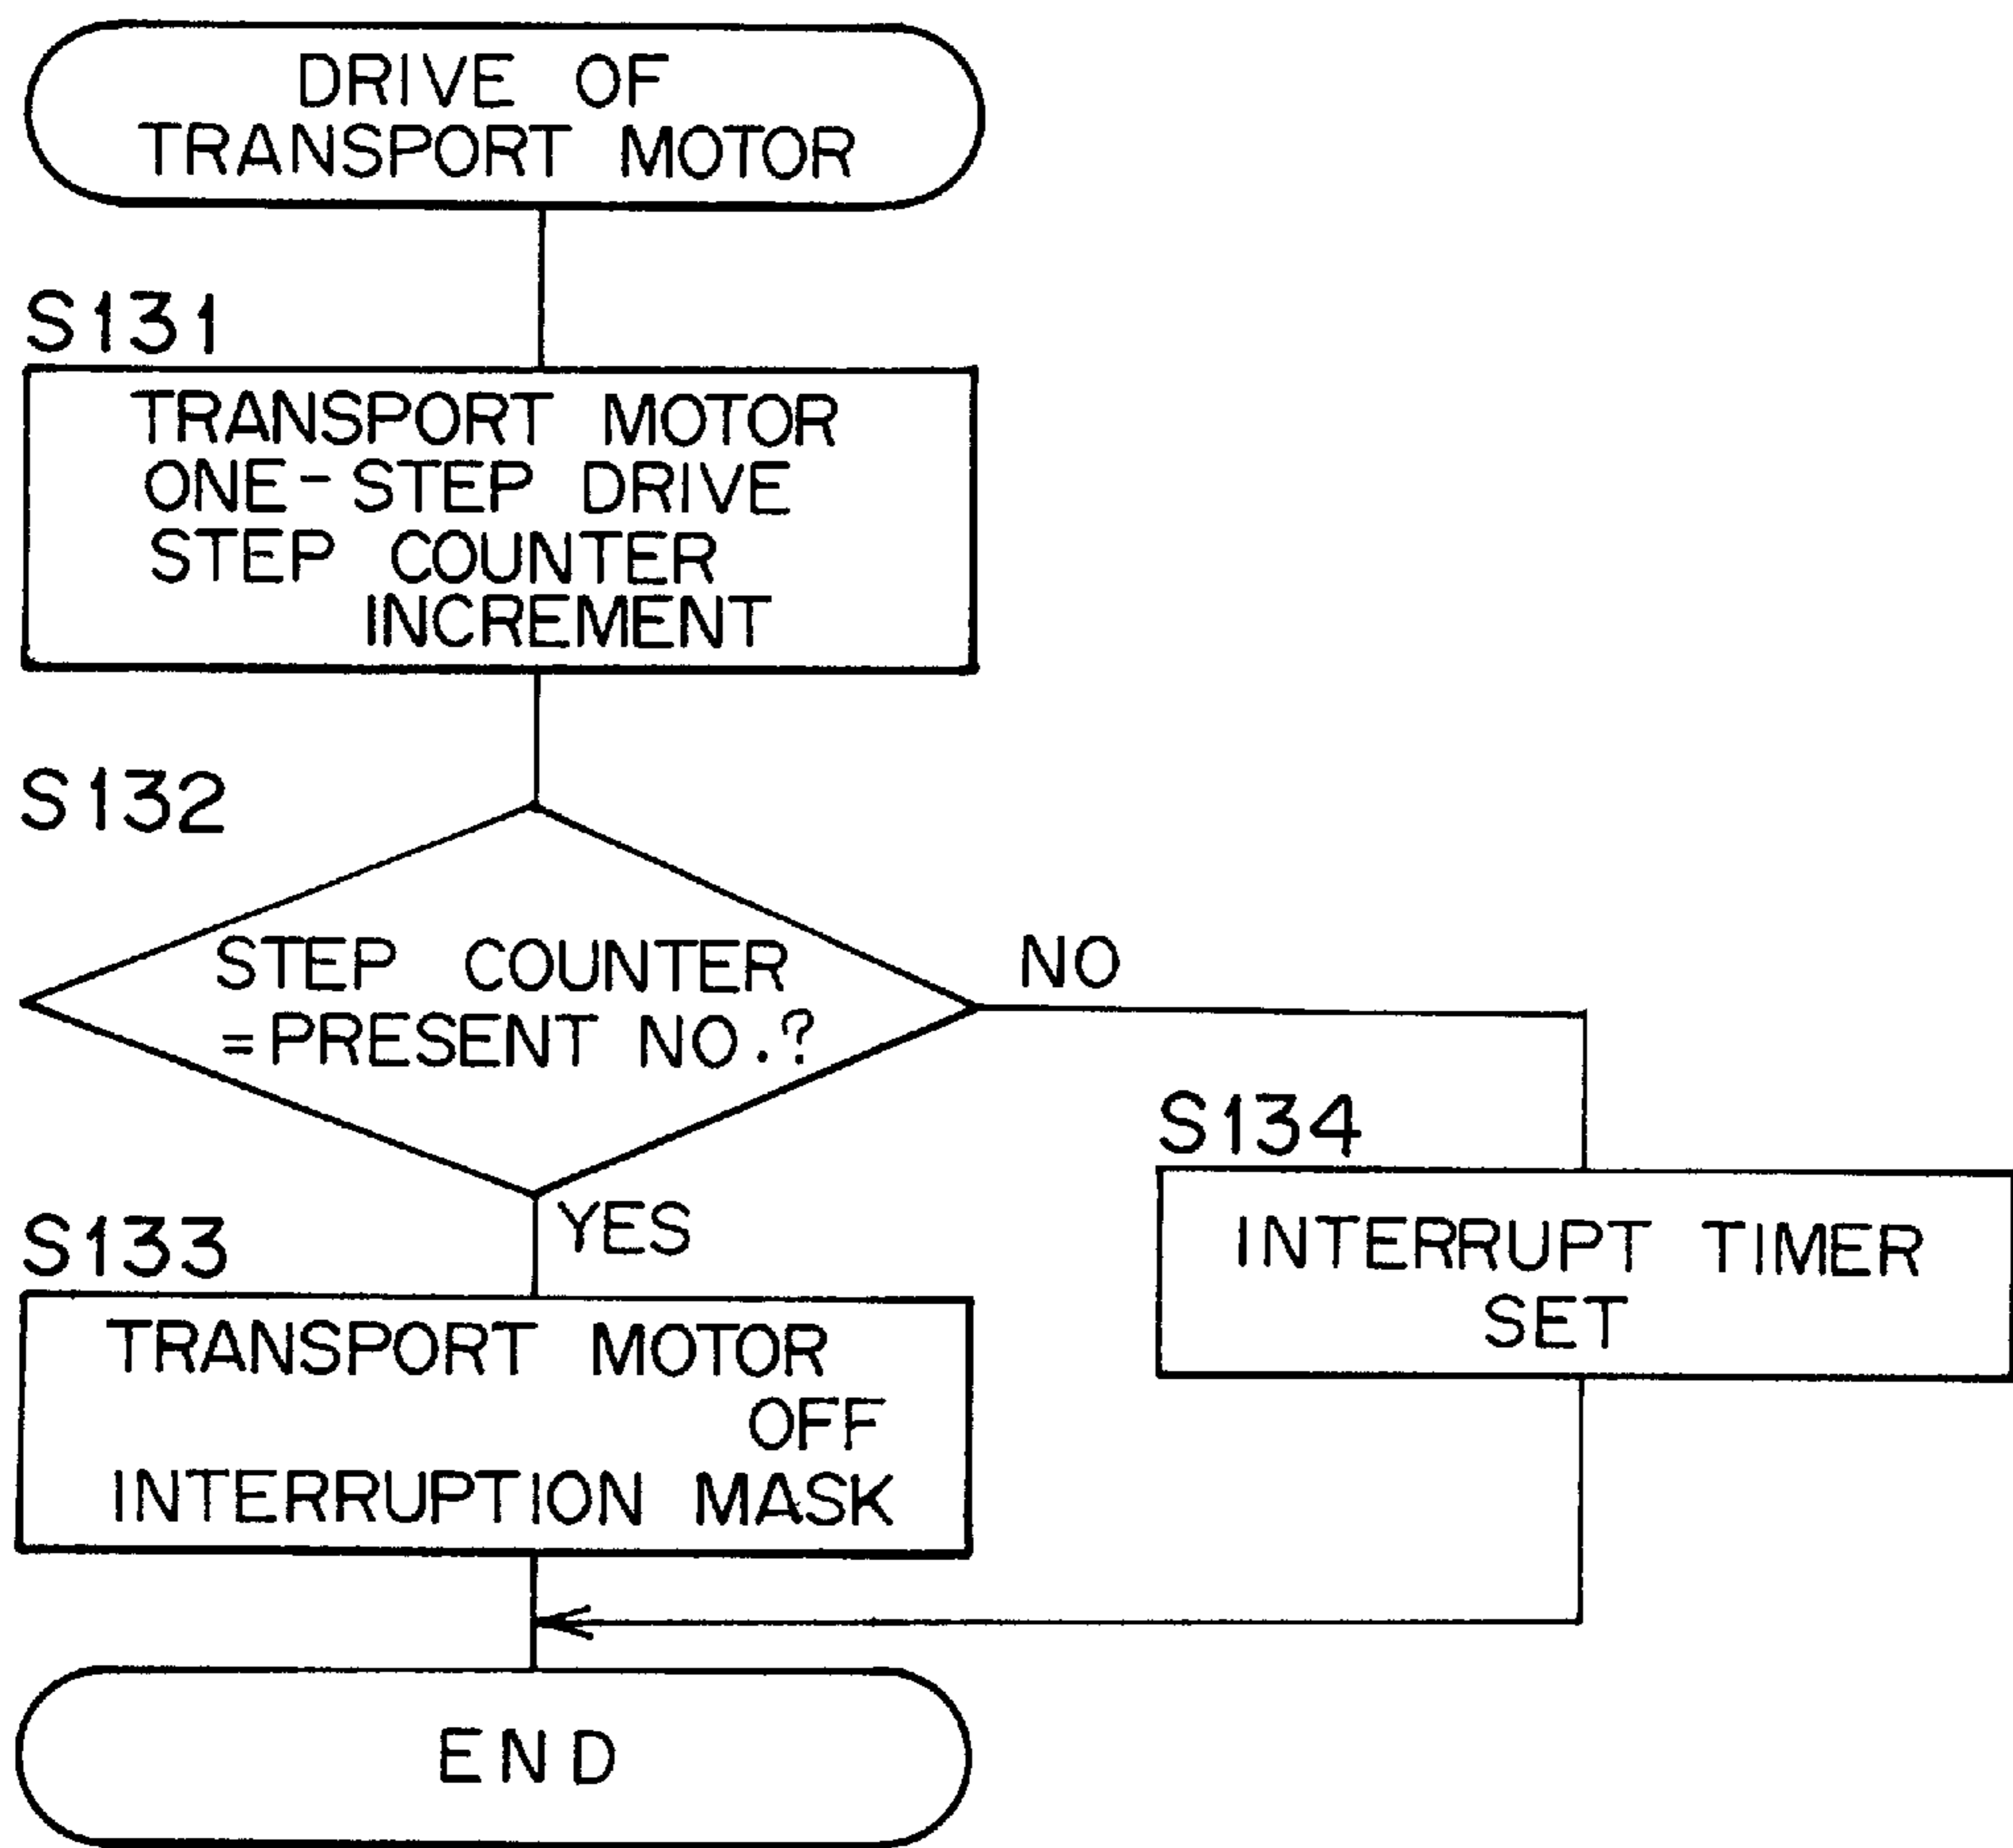 DRIVE OF
TRANSPORT MOTOR
S131
TRANSPORT MOTOR
ONE-STEP DRIVE
STEP COUNTER
INCREMENT
S132
STEP COUNTER
=PRESENT NO.?
NO
YES
S133
TRANSPORT MOTOR
OFF
INTERRUPTION MASK
S134
INTERRUPT TIMER
SET
END